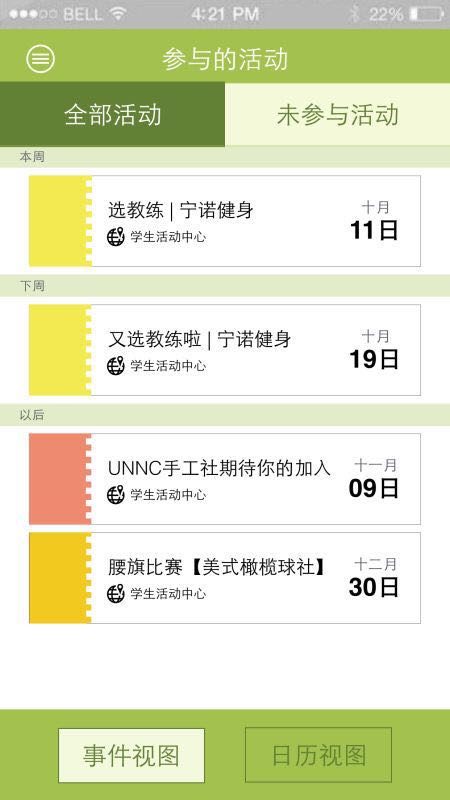 BELL 4:21 PM 22%
参与的活动
全部活动 未参与活动
本周
选教练 | 宁诺健身
学生活动中心
十月
11日
下周
又选教练啦 | 宁诺健身
学生活动中心
十月
19日
以后
UNNC手工社期待你的加入
学生活动中心
十一月
09日
腰旗比赛【美式橄榄球社】
学生活动中心
十二月
30日
事件视图 日历视图